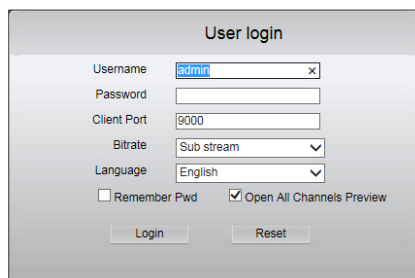 User login
Username admin ×
Password
Client Port 9000
Bitrate Sub stream
Language English
Remember Pwd Open All Channels Preview
Login Reset